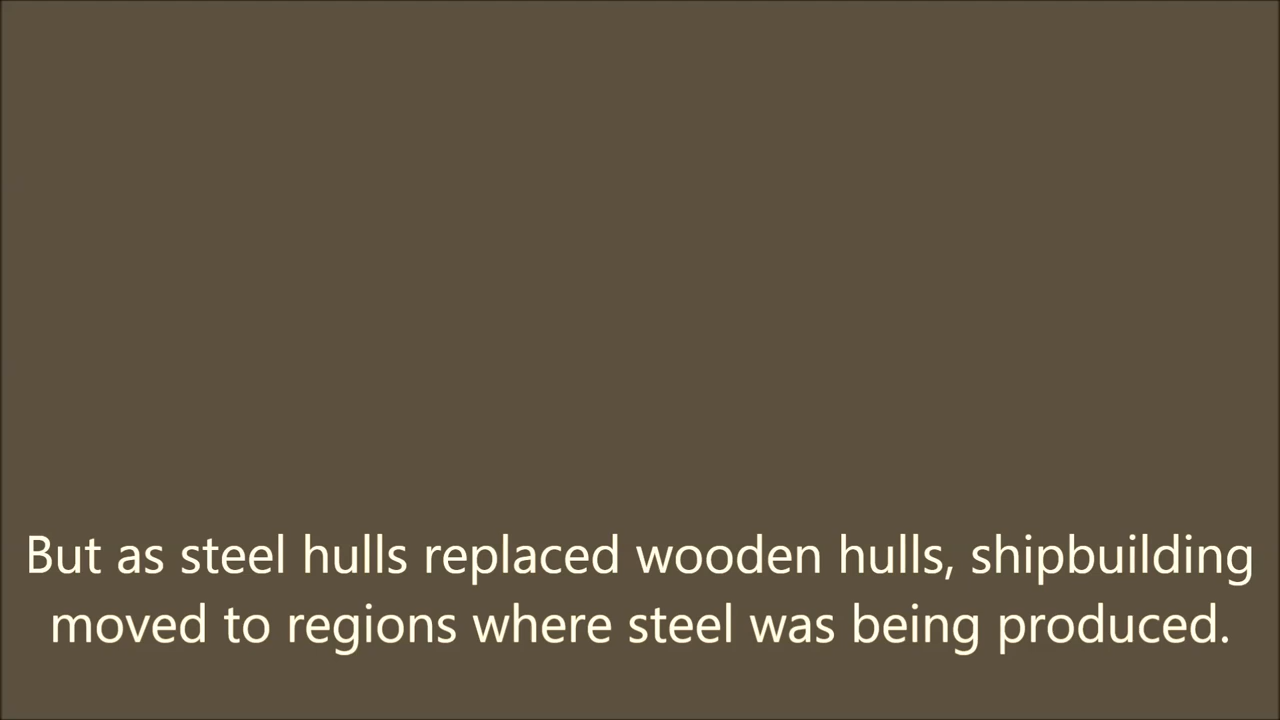 But as steel hulls replaced wooden hulls, shipbuilding
moved to regions where steel was being produced.